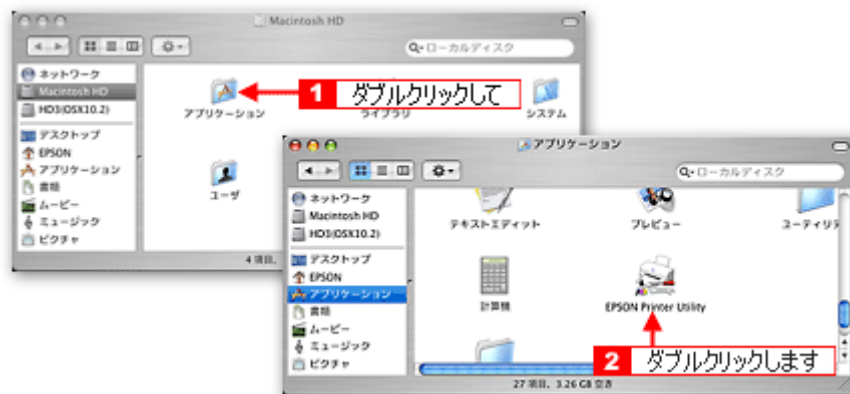 Macintosh HD
ローカルディスク
ネットワーク
Macintosh HD
HD3(OSX10.2)
デスクトップ
EPSON
アプリケーション
書類
ムービー
ミュージック
ピクチャ
1 ダブルクリックして
アプリケーション
ライブラリ
システム
ユーザ
4 項目、
アプリケーション
ローカルディスク
ネットワーク
Macintosh HD
HD3(OSX10.2)
デスクトップ
EPSON
アプリケーション
書類
ムービー
ミュージック
ピクチャ
テキストエディット
プレビュー
ユーティリテ
計算機
EPSON Printer Utility
2 ダブルクリックします
27 項目、3.26 GB 空き